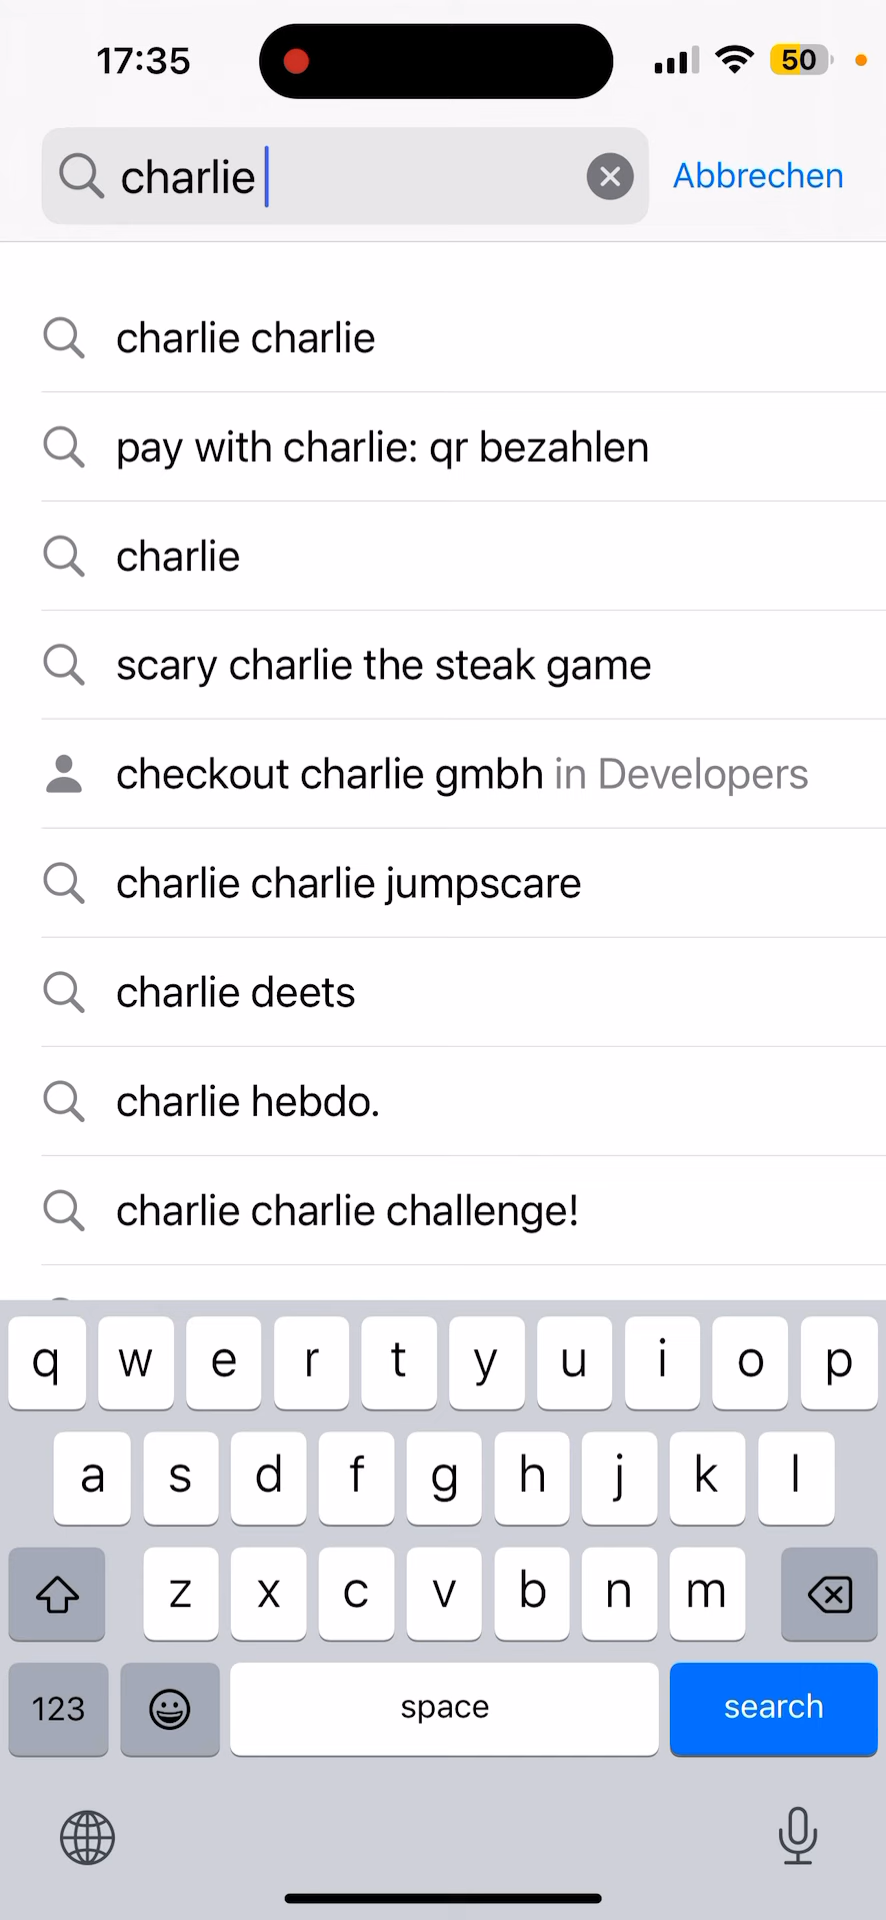 17:35
50
charlie
Abbrechen
charlie charlie
pay with charlie: qr bezahlen
charlie
scary charlie the steak game
checkout charlie gmbh in Developers
charlie charlie jumpscare
charlie deets
charlie hebdo.
charlie charlie challenge!
q w e r t y u i o p
a s d f g h j k l
z x c v b n m
123 space search